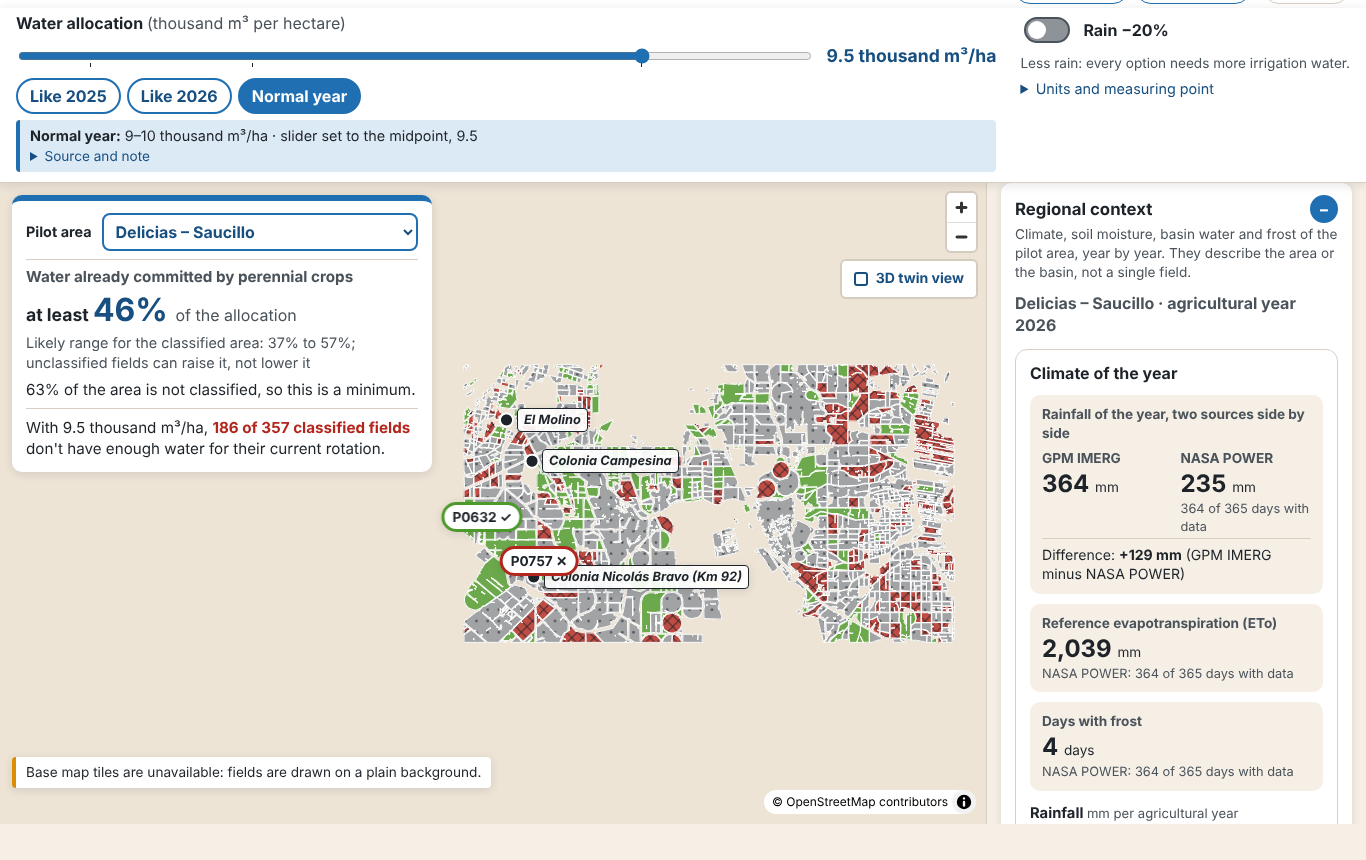 Water allocation (thousand m³ per hectare)
9.5 thousand m³/ha
Like 2025
Like 2026
Normal year
Normal year: 9–10 thousand m³/ha · slider set to the midpoint, 9.5
Source and note
Rain −20%
Less rain: every option needs more irrigation water.
Units and measuring point
Pilot area
Delicias – Saucillo
Water already committed by perennial crops
at least 46% of the allocation
Likely range for the classified area: 37% to 57%;
unclassified fields can raise it, not lower it
63% of the area is not classified, so this is a minimum.
With 9.5 thousand m³/ha, 186 of 357 classified fields
don't have enough water for their current rotation.
+
−
3D twin view
El Molino
Colonia Campesina
P0632 ✓
P0757 ✕
Colonia Nicolás Bravo (Km 92)
Base map tiles are unavailable: fields are drawn on a plain background.
© OpenStreetMap contributors
Regional context
–
Climate, soil moisture, basin water and frost of the
pilot area, year by year. They describe the area or
the basin, not a single field.
Delicias – Saucillo · agricultural year
2026
Climate of the year
Rainfall of the year, two sources side by
side
GPM IMERG
364 mm
NASA POWER
235 mm
364 of 365 days with
data
Difference: +129 mm (GPM IMERG
minus NASA POWER)
Reference evapotranspiration (ETo)
2,039 mm
NASA POWER: 364 of 365 days with data
Days with frost
4 days
NASA POWER: 364 of 365 days with data
Rainfall mm per agricultural year